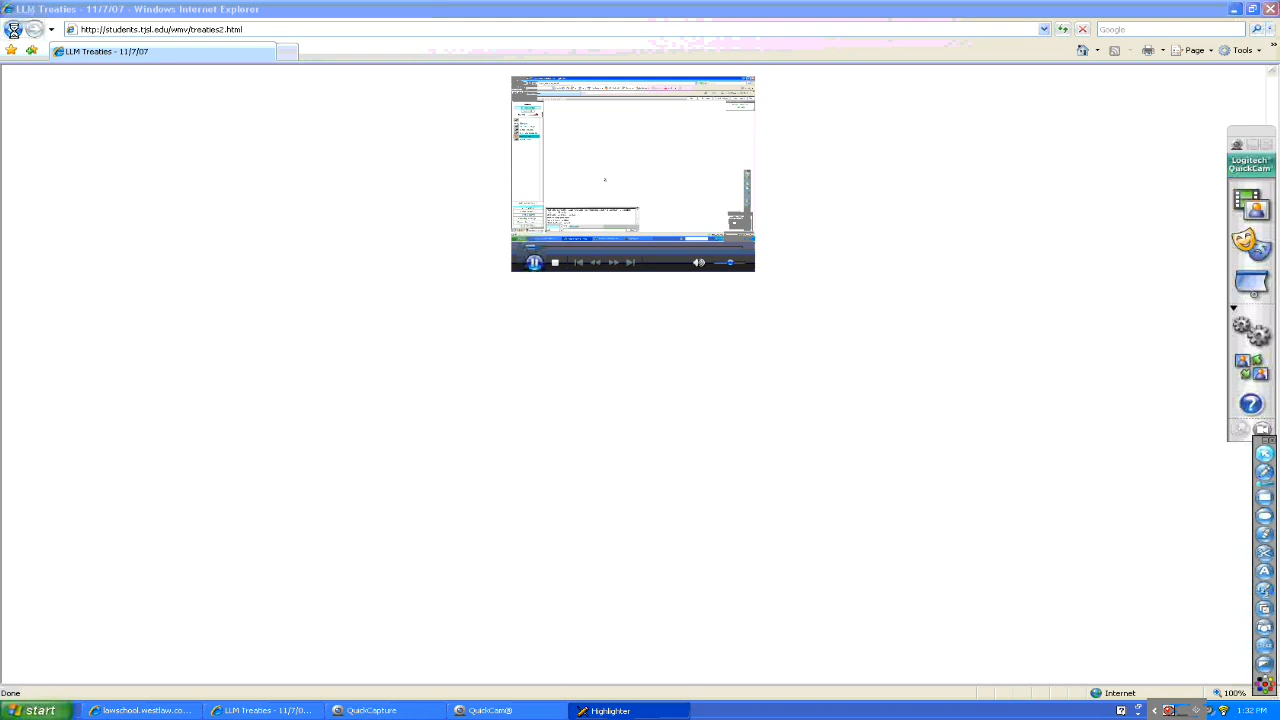 LLM Treaties - 11/7/07 - Windows Internet Explorer
http://students.tjsl.edu/wmv/treaties2.html
Google
LLM Treaties - 11/7/07
Page
Tools
Logitech®
QuickCam®
Done
Internet
100%
start
lawschool.westlaw.co...
LLM Treaties - 11/7/0...
QuickCapture
QuickCam®
Highlighter
1:32 PM